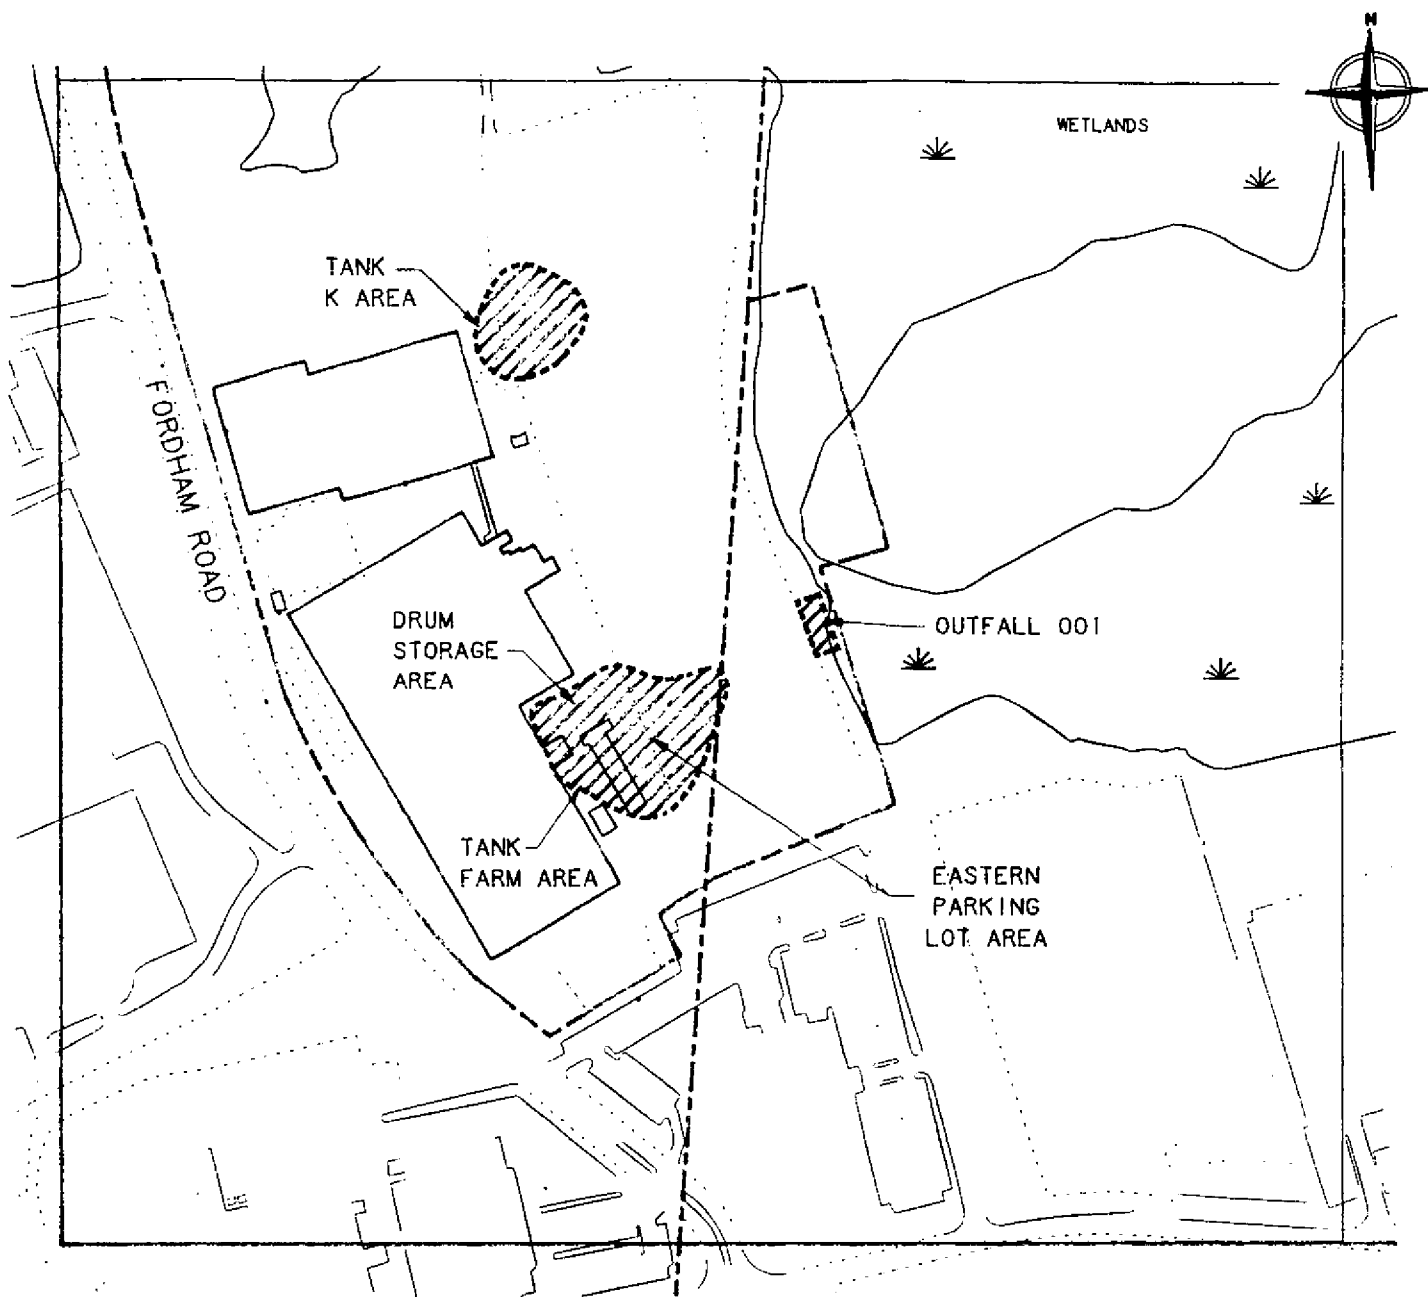 N
WETLANDS
TANK
K AREA
FORDHAM ROAD
DRUM
STORAGE
AREA
OUTFALL 001
TANK
FARM AREA
EASTERN
PARKING
LOT AREA